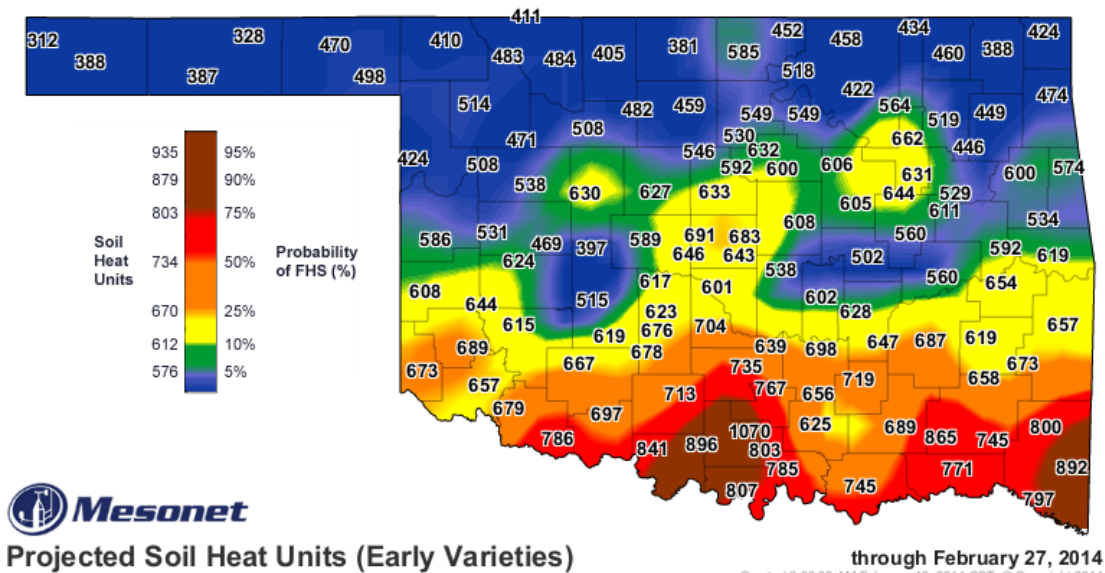 411
312 328 470 410 381 452 458 434 424
388 387 498 483 484 405 585 518 460 388
514 482 459 549 549 422 564 519 449 474
424 471 508 530 662 446
508 546 632 606
538 630 627 592 600 631 600 574
633 605 644 529
586 531 469 397 589 691 683 608 560 611 534
624 646 643 538 502 592 619
608 515 617 601 602 560 654
644 623 628
615 619 676 704 639 698 647 687 619 657
673 689 667 678 735 719 658 673
657 713 767 656
679 697 625 689 800
786 841 896 1070 865 745
803
785 745 771 892
807 797
935 95%
879 90%
803 75%
Soil
Heat
Units
734 50%
Probability
of FHS (%)
670 25%
612 10%
576 5%
Mesonet
Projected Soil Heat Units (Early Varieties)
through February 27, 2014